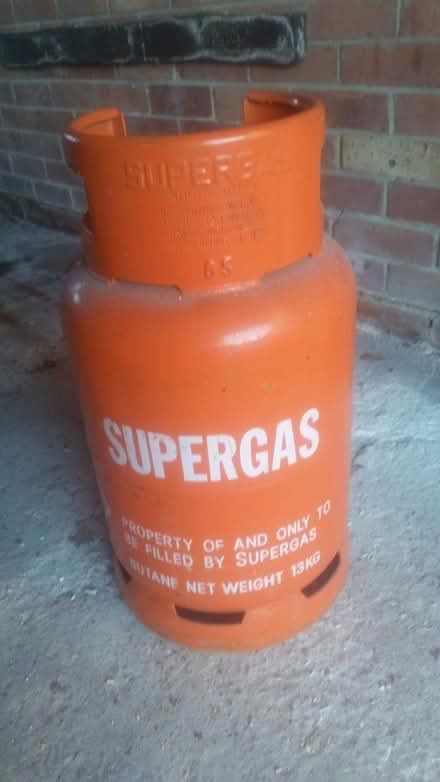 SUPERGAS
65
SUPERGAS
PROPERTY OF AND ONLY TO
BE FILLED BY SUPERGAS
BUTANE NET WEIGHT 13KG